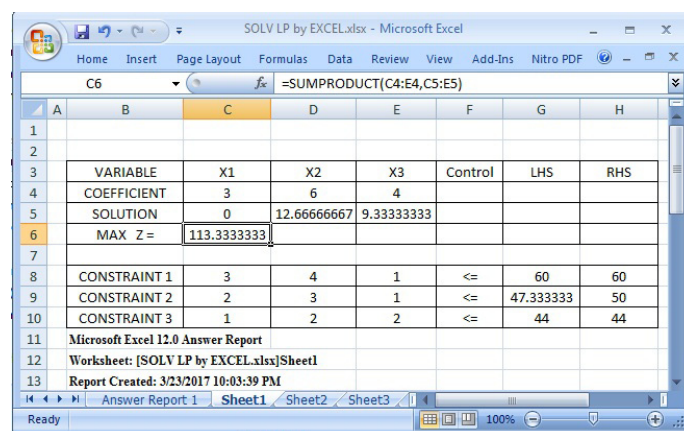 SOLV LP by EXCEL.xlsx - Microsoft Excel
Home Insert Page Layout Formulas Data Review View Add-Ins Nitro PDF
C6 fx =SUMPRODUCT(C4:E4,C5:E5)
A B C D E F G H
1
2
3 VARIABLE X1 X2 X3 Control LHS RHS
4 COEFFICIENT 3 6 4
5 SOLUTION 0 12.66666667 9.33333333
6 MAX Z = 113.3333333
7
8 CONSTRAINT 1 3 4 1 <= 60 60
9 CONSTRAINT 2 2 3 1 <= 47.333333 50
10 CONSTRAINT 3 1 2 2 <= 44 44
11 Microsoft Excel 12.0 Answer Report
12 Worksheet: [SOLV LP by EXCEL.xlsx]Sheet1
13 Report Created: 3/23/2017 10:03:39 PM
Answer Report 1 Sheet1 Sheet2 Sheet3
Ready 100%